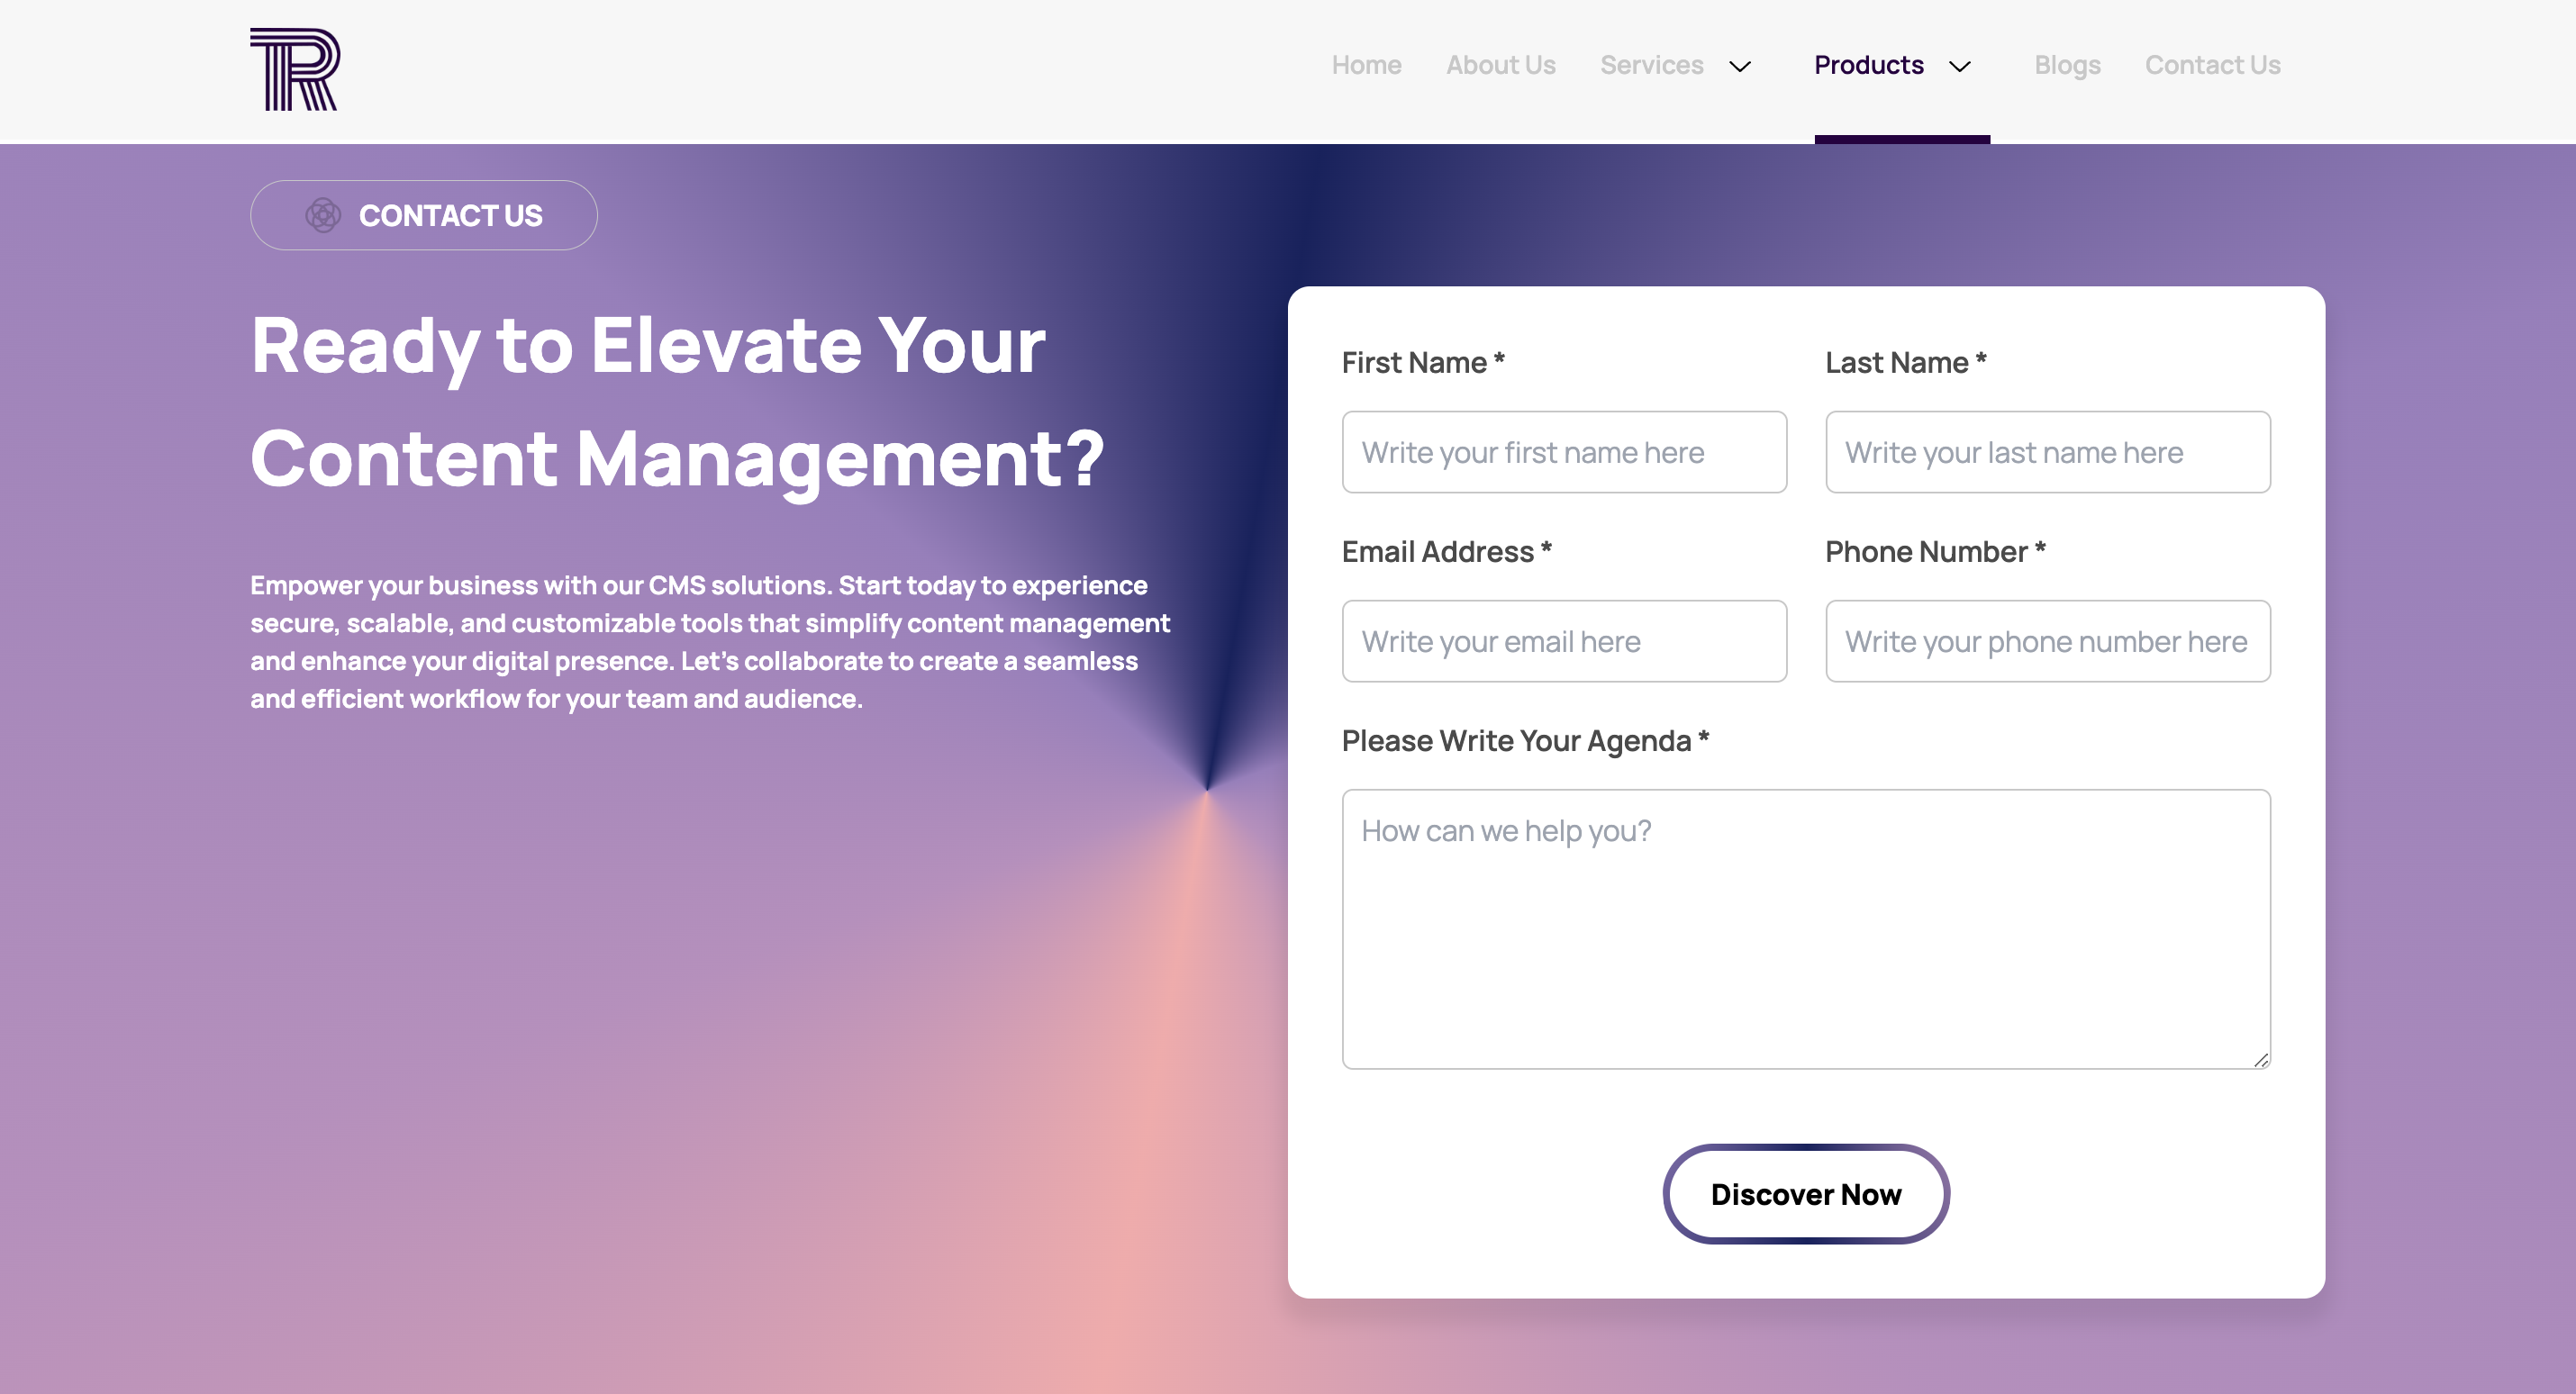 TR
Home About Us Services Products Blogs Contact Us
CONTACT US
Ready to Elevate Your
Content Management?
Empower your business with our CMS solutions. Start today to experience
secure, scalable, and customizable tools that simplify content management
and enhance your digital presence. Let's collaborate to create a seamless
and efficient workflow for your team and audience.
First Name * Last Name *
Write your first name here Write your last name here
Email Address * Phone Number *
Write your email here Write your phone number here
Please Write Your Agenda *
How can we help you?
Discover Now